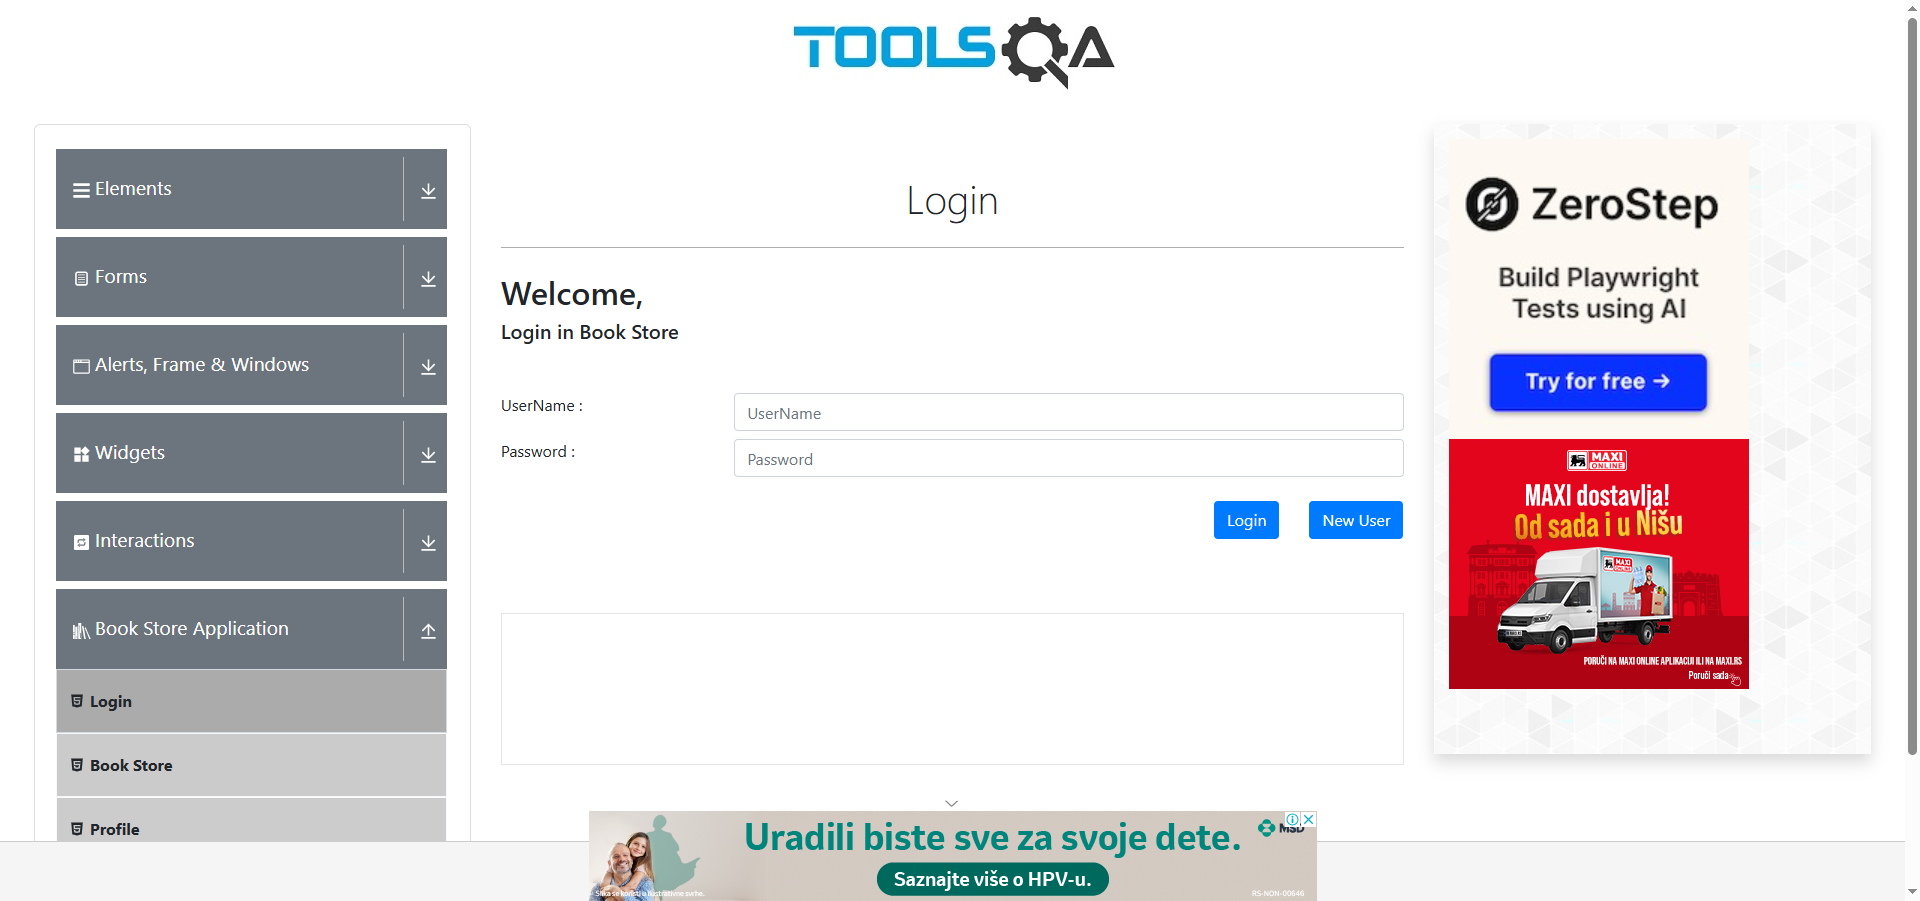 TOOLSQA
Elements
Forms
Alerts, Frame & Windows
Widgets
Interactions
Book Store Application
Login
Book Store
Profile
Login
Welcome,
Login in Book Store
UserName :
UserName
Password :
Password
Login
New User
ZeroStep
Build Playwright
Tests using AI
Try for free →
MAXI
ONLINE
MAXI dostavlja!
Od sada i u Nišu
MAXI
ONLINE
PORUČI NA MAXI ONLINE APLIKACIJI ILI NA MAXI.RS
Poruči sada
Uradili biste sve za svoje dete.
Saznajte više o HPV-u.
MSD
Slika se koristi u ilustrativne svrhe.
RS-NON-00646